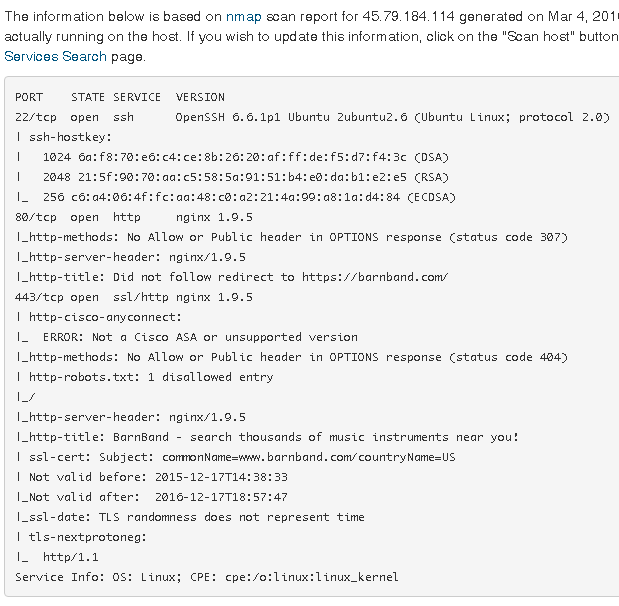 The information below is based on nmap scan report for 45.79.184.114 generated on Mar 4, 201
actually running on the host. If you wish to update this information, click on the "Scan host" button
Services Search page.
PORT STATE SERVICE VERSION
22/tcp open ssh OpenSSH 6.6.1p1 Ubuntu 2ubuntu2.6 (Ubuntu Linux; protocol 2.0)
| ssh-hostkey:
| 1024 6a:f8:70:e6:c4:ce:8b:26:20:af:ff:de:f5:d7:f4:3c (DSA)
| 2048 21:5f:90:70:aa:c5:58:5a:91:51:b4:e0:da:b1:e2:e5 (RSA)
|_ 256 c6:a4:06:4f:fc:aa:48:c0:a2:21:4a:99:a8:1a:d4:84 (ECDSA)
80/tcp open http nginx 1.9.5
|_http-methods: No Allow or Public header in OPTIONS response (status code 307)
|_http-server-header: nginx/1.9.5
|_http-title: Did not follow redirect to https://barnband.com/
443/tcp open ssl/http nginx 1.9.5
| http-cisco-anyconnect:
|_ ERROR: Not a Cisco ASA or unsupported version
|_http-methods: No Allow or Public header in OPTIONS response (status code 404)
| http-robots.txt: 1 disallowed entry
|_/
|_http-server-header: nginx/1.9.5
|_http-title: BarnBand - search thousands of music instruments near you!
| ssl-cert: Subject: commonName=www.barnband.com/countryName=US
| Not valid before: 2015-12-17T14:38:33
|_Not valid after: 2016-12-17T18:57:47
|_ssl-date: TLS randomness does not represent time
| tls-nextprotoneg:
|_ http/1.1
Service Info: OS: Linux; CPE: cpe:/o:linux:linux_kernel